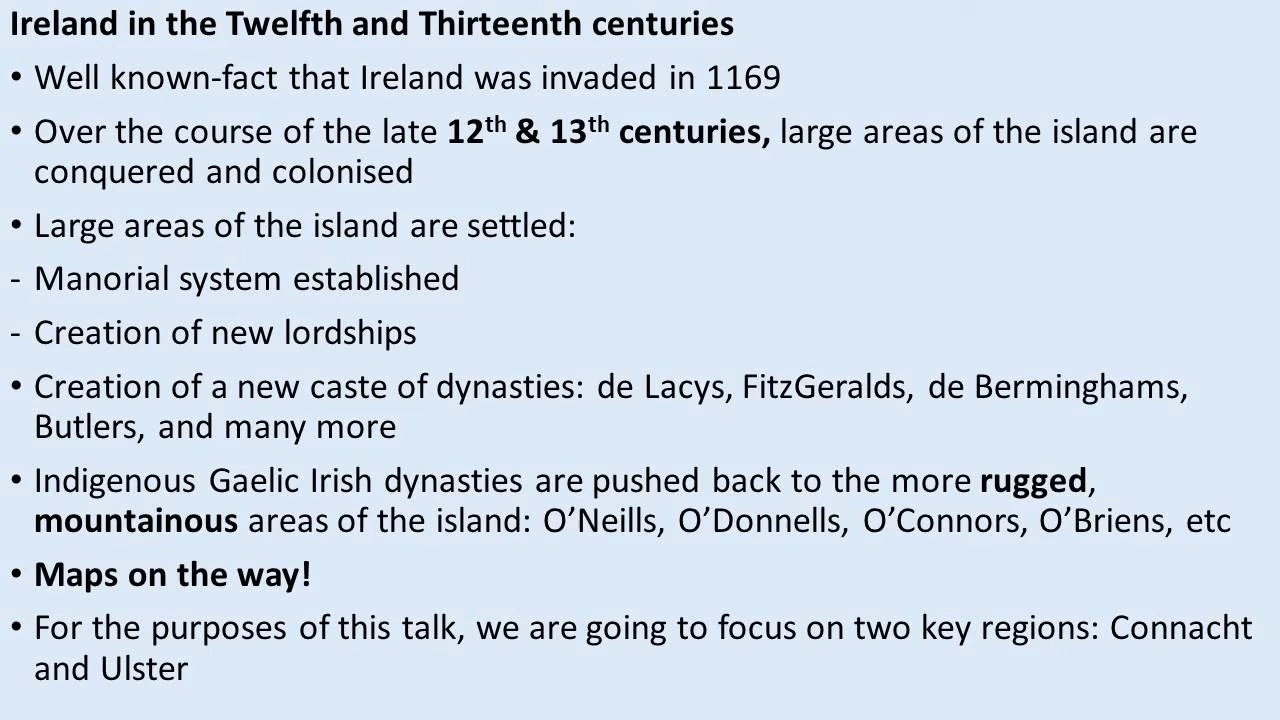 Ireland in the Twelfth and Thirteenth centuries
• Well known-fact that Ireland was invaded in 1169
• Over the course of the late 12th & 13th centuries, large areas of the island are
conquered and colonised
• Large areas of the island are settled:
- Manorial system established
- Creation of new lordships
• Creation of a new caste of dynasties: de Lacys, FitzGeralds, de Berminghams,
Butlers, and many more
• Indigenous Gaelic Irish dynasties are pushed back to the more rugged,
mountainous areas of the island: O’Neills, O’Donnells, O’Connors, O’Briens, etc
• Maps on the way!
• For the purposes of this talk, we are going to focus on two key regions: Connacht
and Ulster